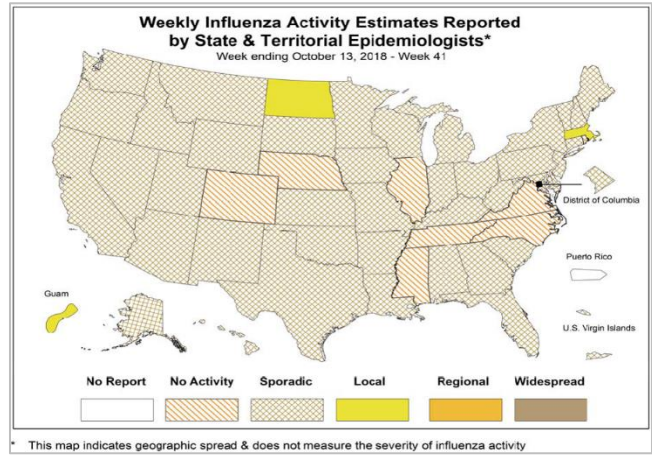 Weekly Influenza Activity Estimates Reported
by State & Territorial Epidemiologists*
Week ending October 13, 2018 - Week 41
District of Columbia
Puerto Rico
Guam
U.S. Virgin Islands
No Report No Activity Sporadic Local Regional Widespread
* This map indicates geographic spread & does not measure the severity of influenza activity